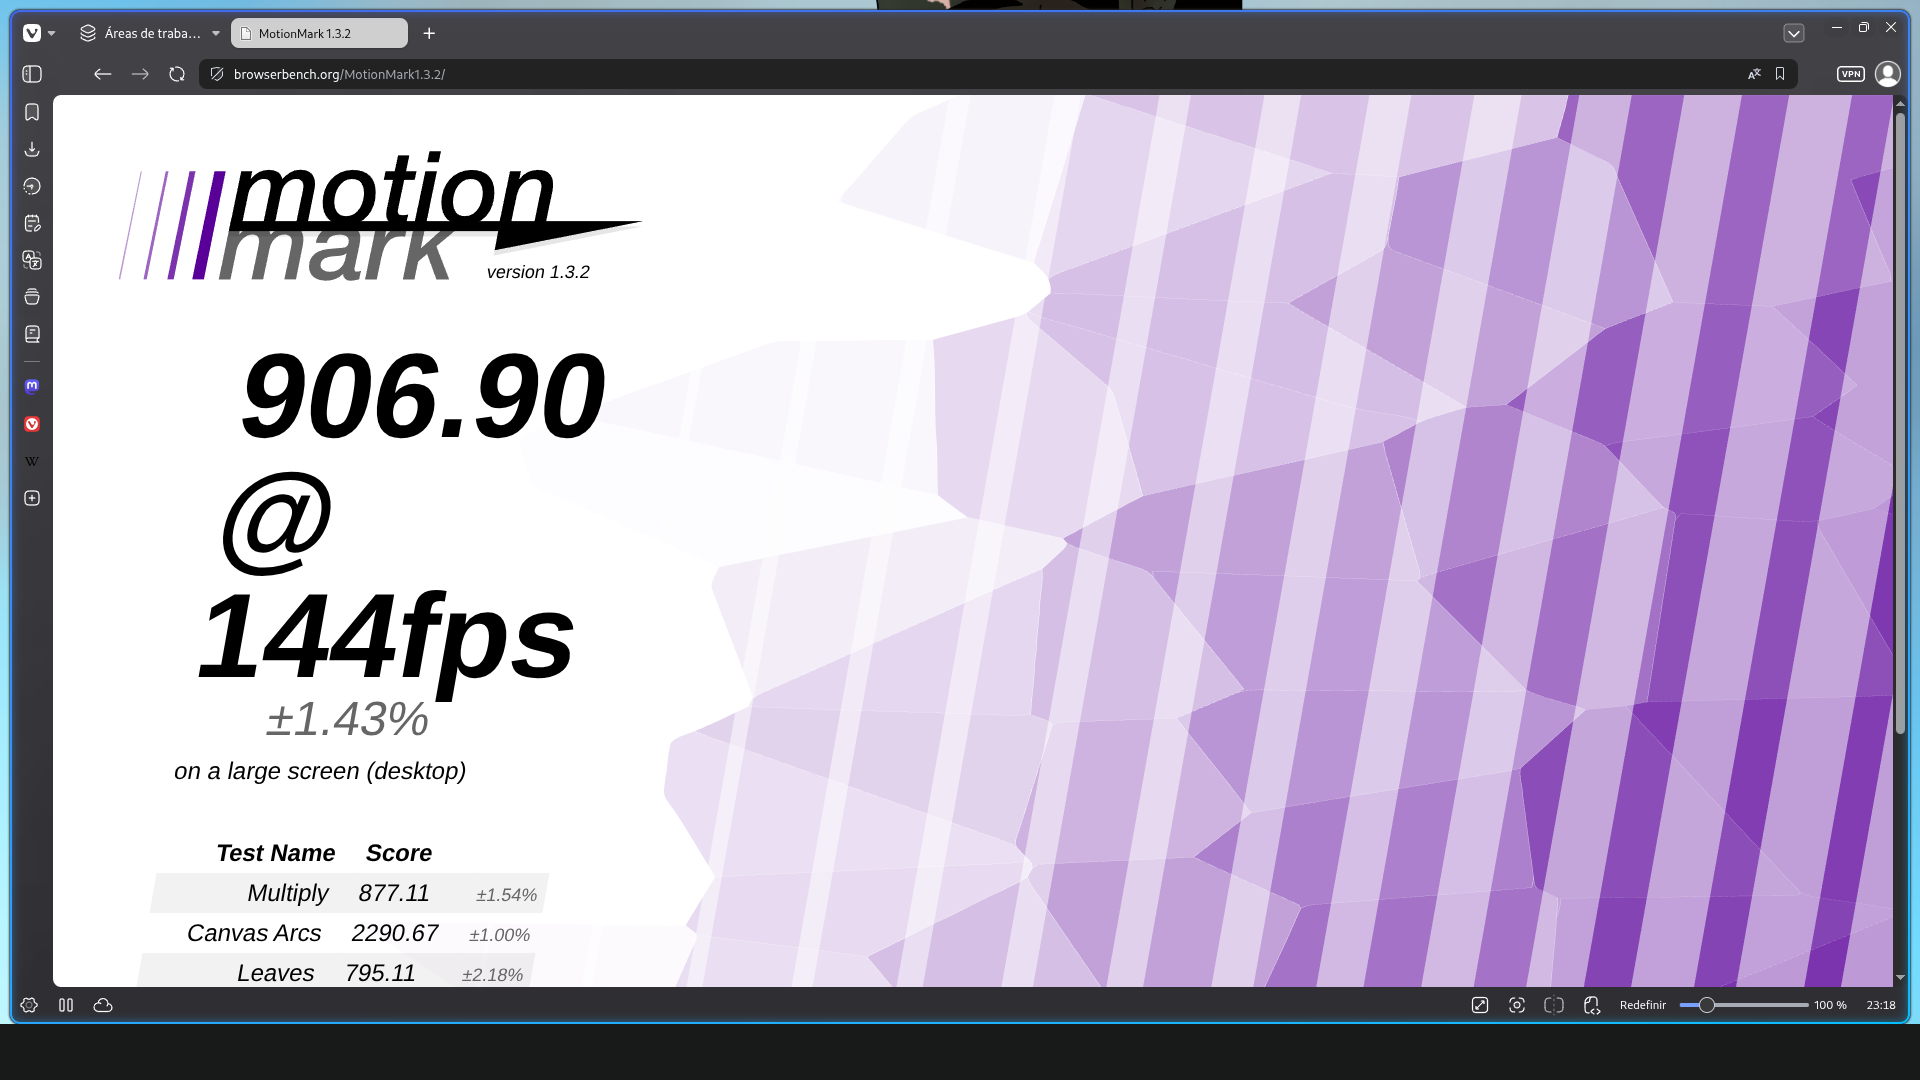 Áreas de traba...
MotionMark 1.3.2
browserbench.org/MotionMark1.3.2/
VPN
motion
mark
version 1.3.2
906.90
@
144fps
±1.43%
on a large screen (desktop)
Test Name Score
Multiply 877.11 ±1.54%
Canvas Arcs 2290.67 ±1.00%
Leaves 795.11 ±2.18%
W
Redefinir 100 % 23:18